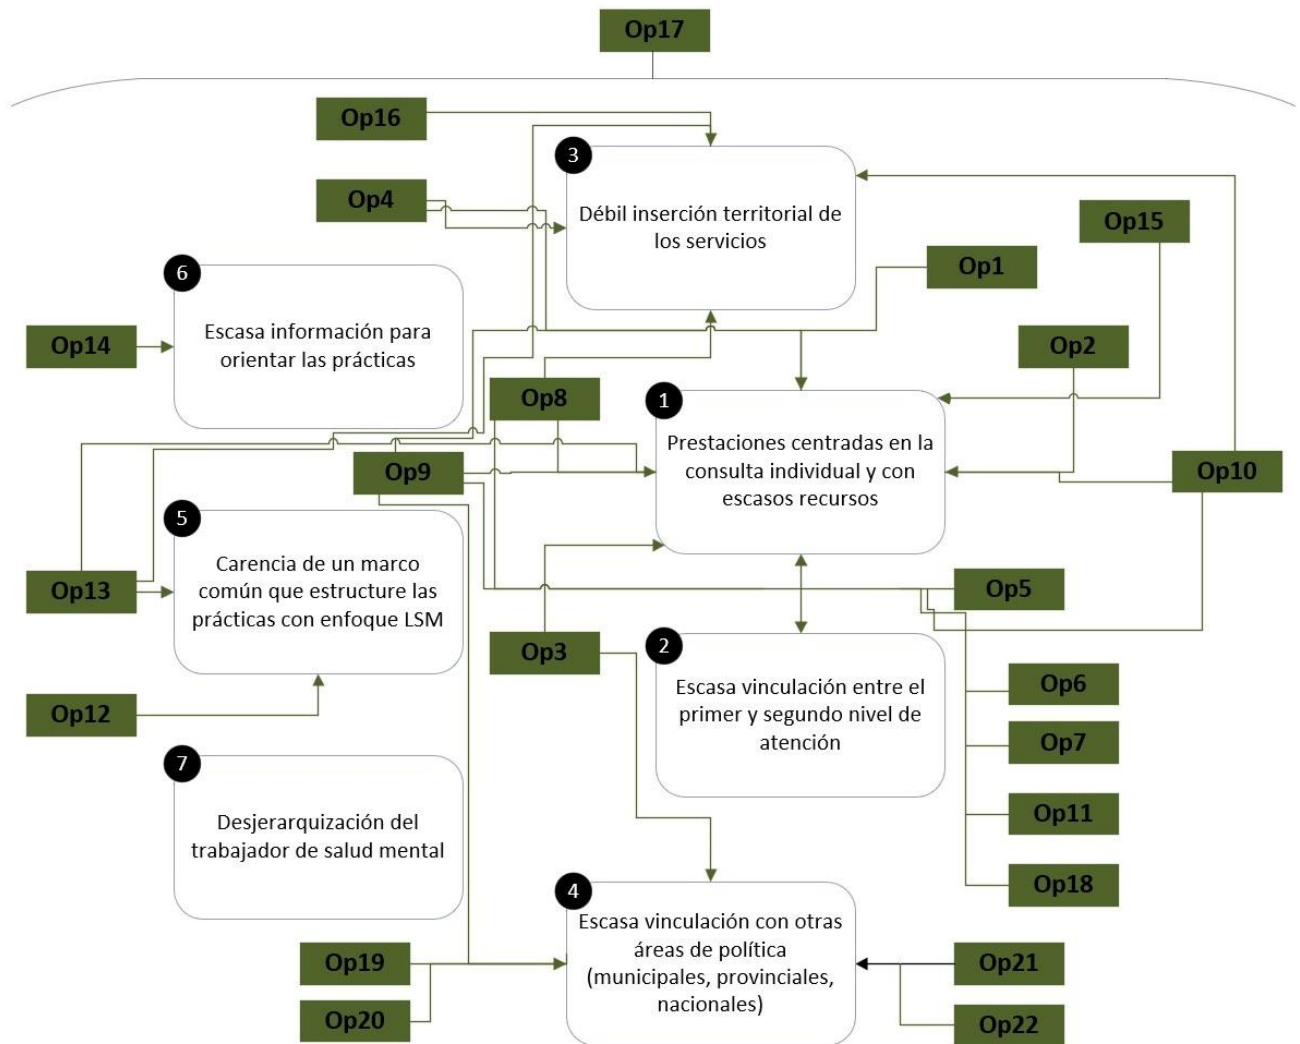 Op17
Op16
3
Op4
Débil inserción territorial de
los servicios
Op15
Op1
6
Escasa información para
orientar las prácticas
Op14
Op2
Op8
1
Prestaciones centradas en la
consulta individual y con
escasos recursos
Op9
Op10
5
Carencia de un marco
común que estructure las
prácticas con enfoque LSM
Op13
Op5
Op3
2
Escasa vinculación entre el
primer y segundo nivel de
atención
Op6
Op12
Op7
7
Desjerarquización del
trabajador de salud mental
Op11
Op18
4
Escasa vinculación con otras
áreas de política
(municipales, provinciales,
nacionales)
Op19
Op21
Op20
Op22